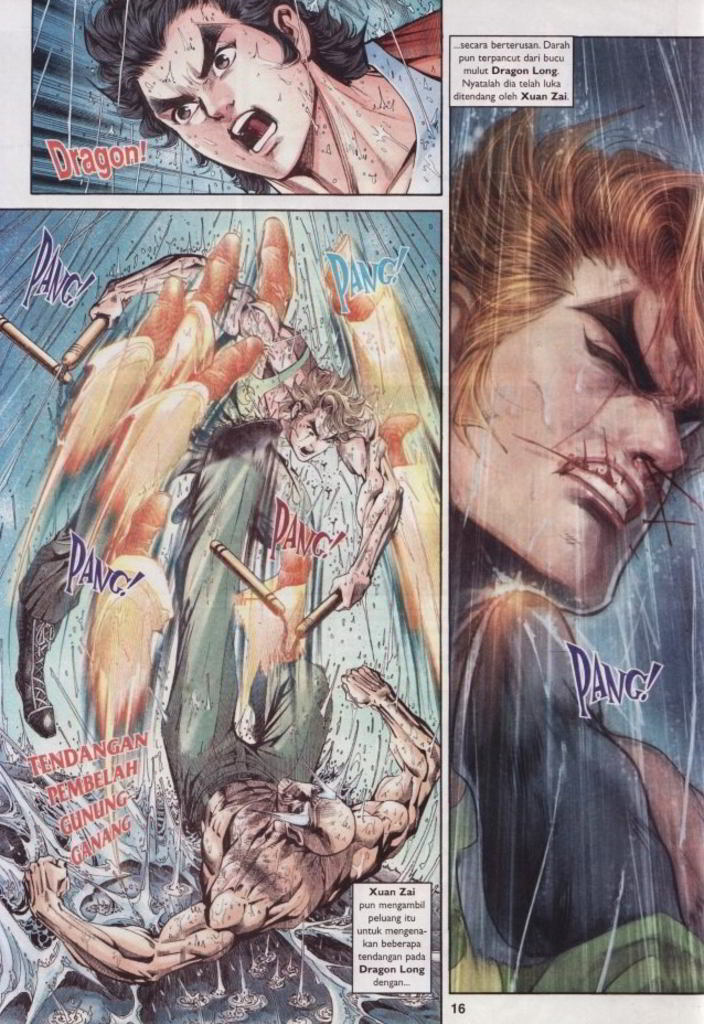 Dragon!
PANG!
PANG!
PANG!
PANG!
TENDANGAN
PEMBELAH
GUNUNG
GANANG
Xuan Zai
pun mengambil
peluang itu
untuk mengena-
kan beberapa
tendangan pada
Dragon Long
dengan...
...secara berterusan. Darah
pun terpancut dari bucu
mulut Dragon Long.
Nyatalah dia telah luka
ditendang oleh Xuan Zai.
PANG!
16